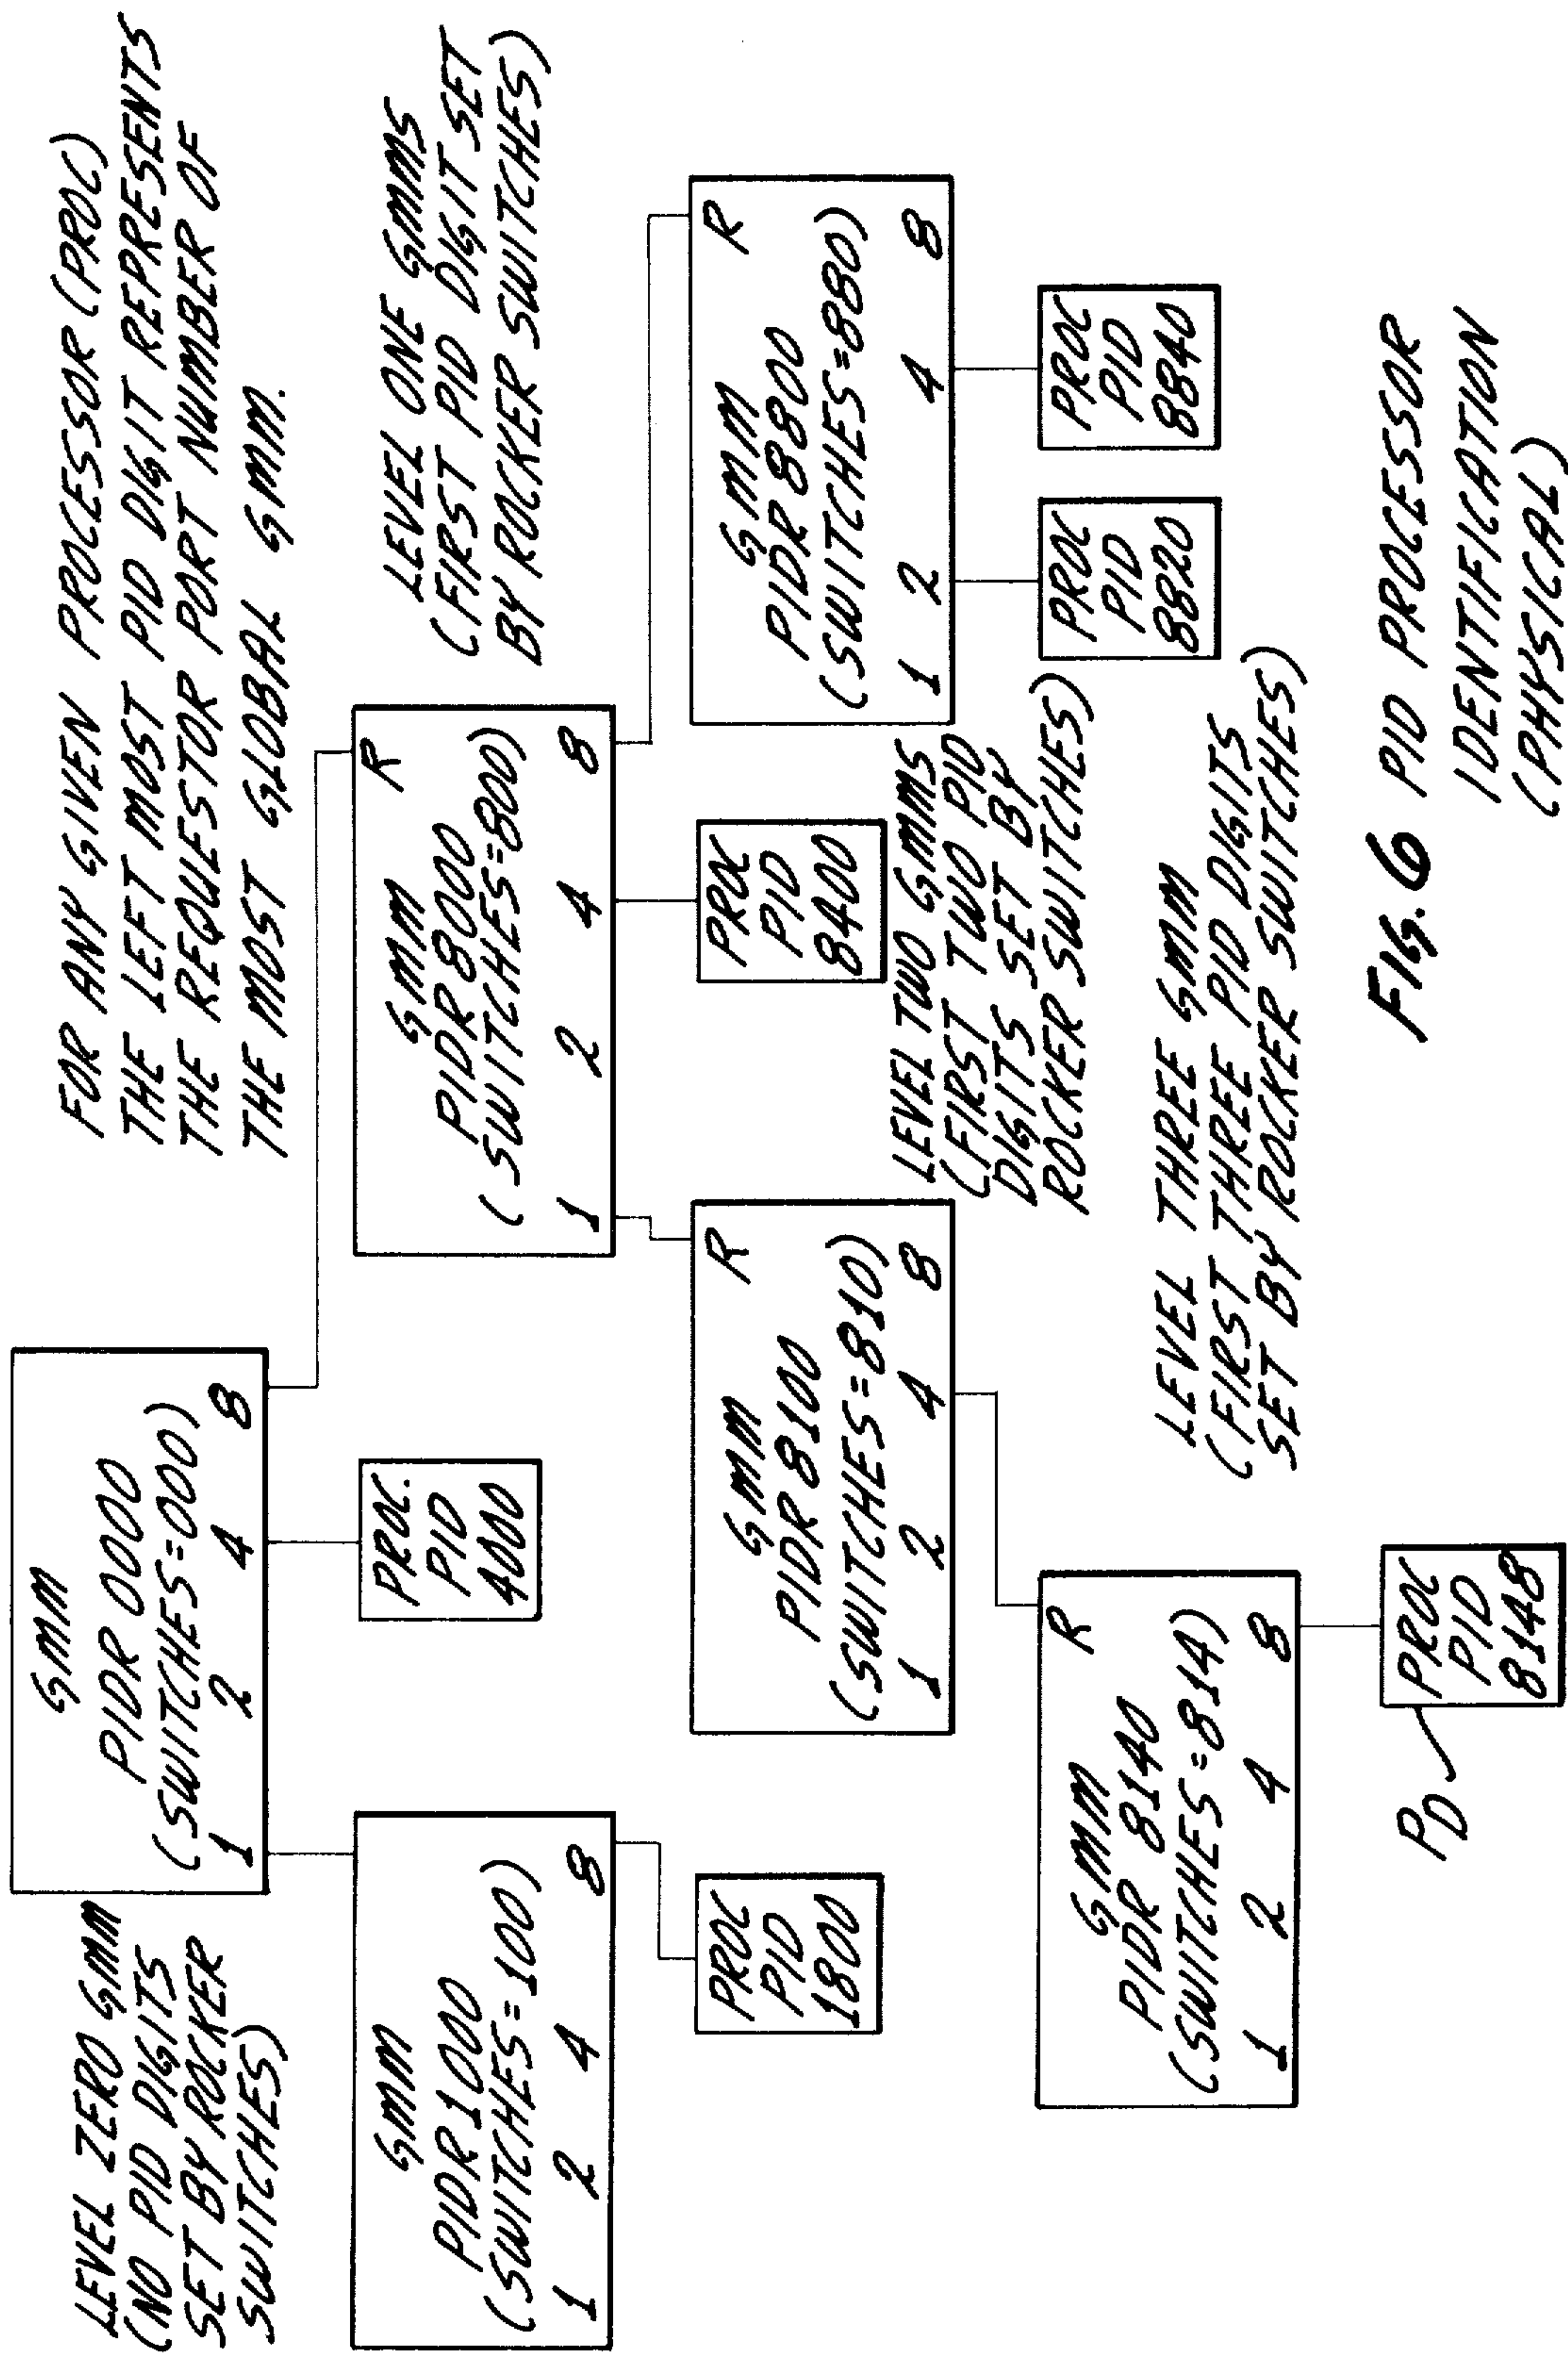 LEVEL ZERO GMM
(NO PID DIGITS
SET BY ROCKER
SWITCHES)
GMM
PIDR 0000
(SWITCHES=000)
1 2 4 8
FOR ANY GIVEN PROCESSOR (PROC)
THE LEFT MOST PID DIGIT REPRESENTS
THE REQUESTOR PORT NUMBER OF
THE MOST GLOBAL GMM.
GMM
PIDR 1000
(SWITCHES=100)
1 2 4 8
PROC.
PID
4000
R
GMM
PIDR 8000
(SWITCHES=800)
1 2 4 8
LEVEL ONE GMMS
(FIRST PID DIGIT SET
BY ROCKER SWITCHES)
PROC
PID
1800
R
GMM
PIDR 8100
(SWITCHES=810)
1 2 4 8
PROC
PID
8400
R
GMM
PIDR 8800
(SWITCHES=880)
1 2 4 8
LEVEL TWO GMMS
(FIRST TWO PID
DIGITS SET BY
ROCKER SWITCHES)
R
GMM
PIDR 8140
(SWITCHES=814)
1 2 4 8
PROC
PID
8820
PROC
PID
8840
LEVEL THREE GMM
(FIRST THREE PID DIGITS
SET BY ROCKER SWITCHES)
PD
PROC
PID
8148
FIG. 6 PID PROCESSOR
IDENTIFICATION
(PHYSICAL)